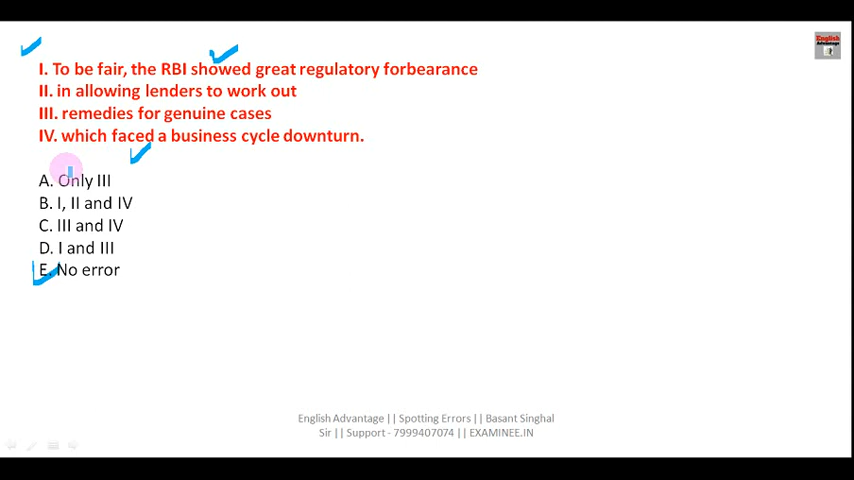 English
Advantage
I. To be fair, the RBI showed great regulatory forbearance
II. in allowing lenders to work out
III. remedies for genuine cases
IV. which faced a business cycle downturn.
A. Only III
B. I, II and IV
C. III and IV
D. I and III
E. No error
English Advantage || Spotting Errors || Basant Singhal
Sir || Support - 7999407074 || EXAMINEE.IN